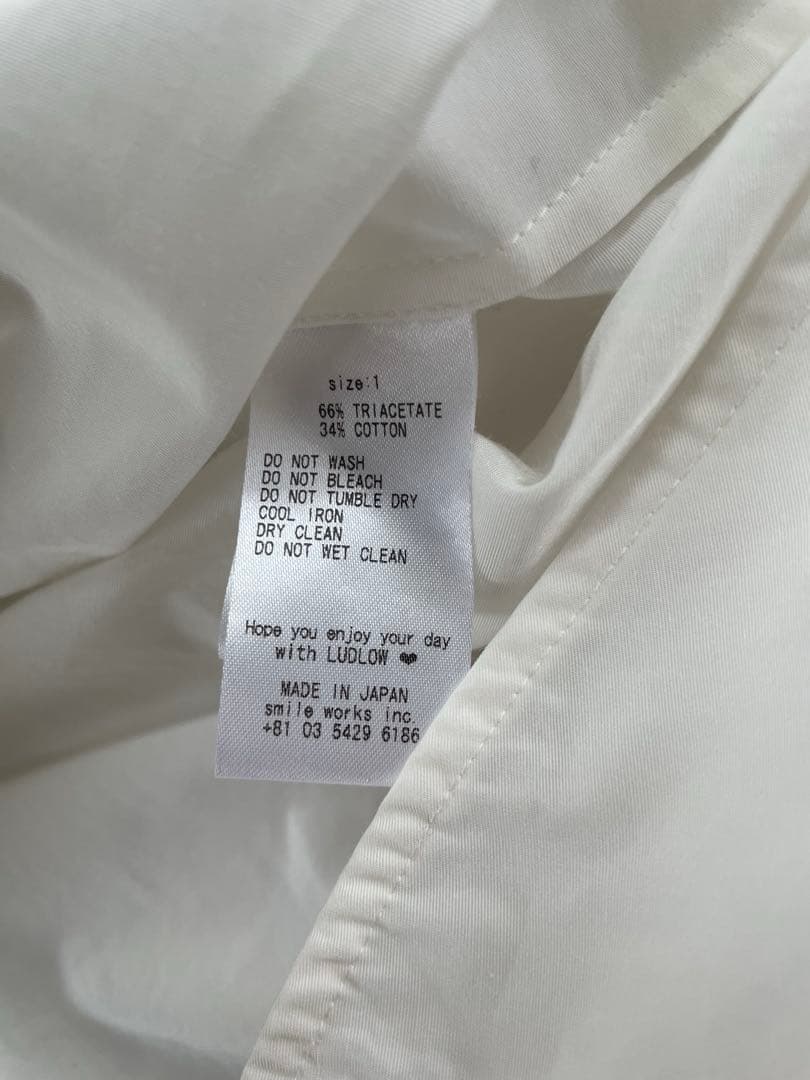 size:1
66% TRIACETATE
34% COTTON
DO NOT WASH
DO NOT BLEACH
DO NOT TUMBLE DRY
COOL IRON
DRY CLEAN
DO NOT WET CLEAN
Hope you enjoy your day
with LUDLOW ♥
MADE IN JAPAN
smile works inc.
+81 03 5429 6186